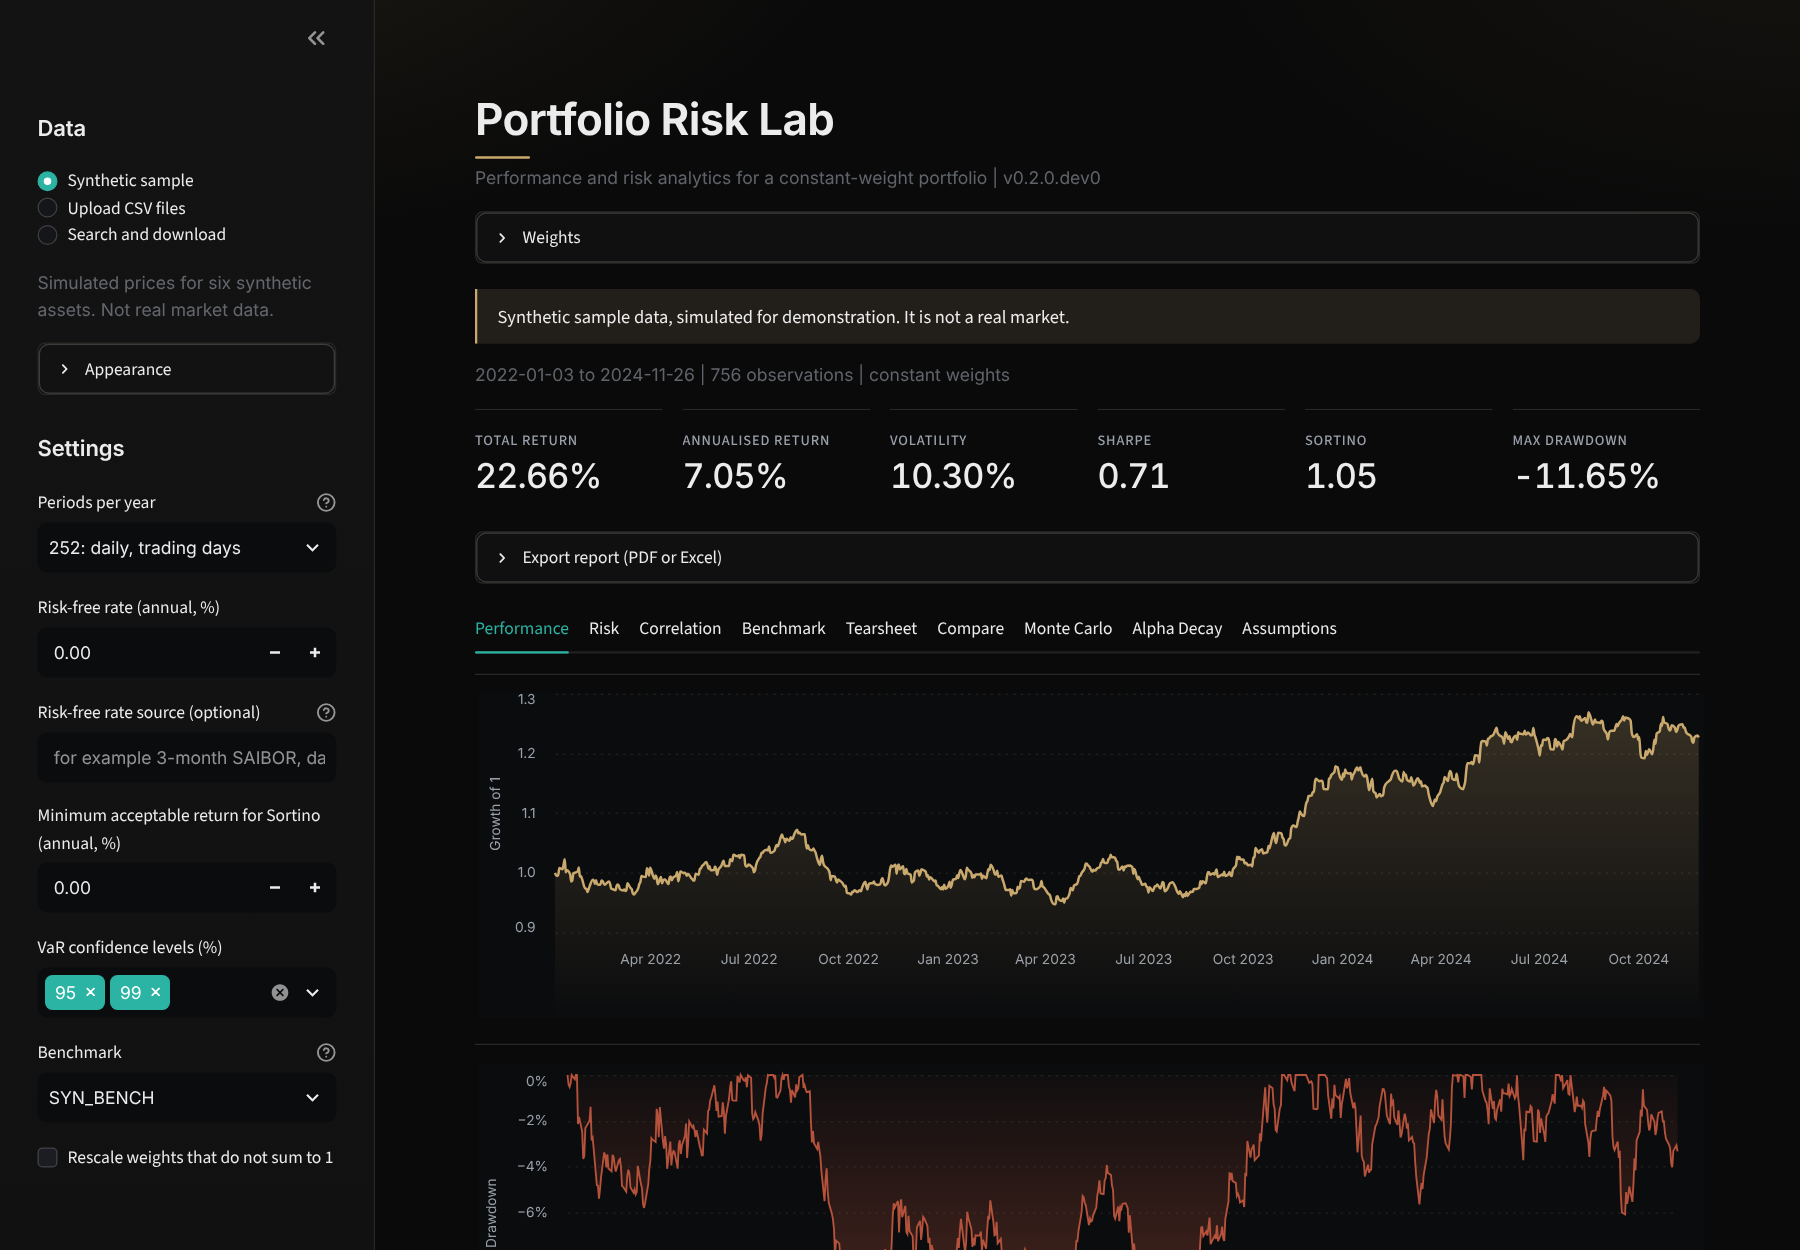 Data
Synthetic sample
Upload CSV files
Search and download
Simulated prices for six synthetic
assets. Not real market data.
Appearance
Settings
Periods per year
252: daily, trading days
Risk-free rate (annual, %)
0.00
Risk-free rate source (optional)
for example 3-month SAIBOR, da
Minimum acceptable return for Sortino
(annual, %)
0.00
VaR confidence levels (%)
95 99
Benchmark
SYN_BENCH
Rescale weights that do not sum to 1
Portfolio Risk Lab
Performance and risk analytics for a constant-weight portfolio | v0.2.0.dev0
Weights
Synthetic sample data, simulated for demonstration. It is not a real market.
2022-01-03 to 2024-11-26 | 756 observations | constant weights
TOTAL RETURN
22.66%
ANNUALISED RETURN
7.05%
VOLATILITY
10.30%
SHARPE
0.71
SORTINO
1.05
MAX DRAWDOWN
-11.65%
Export report (PDF or Excel)
Performance Risk Correlation Benchmark Tearsheet Compare Monte Carlo Alpha Decay Assumptions
Growth of 1
1.3
1.2
1.1
1.0
0.9
Apr 2022 Jul 2022 Oct 2022 Jan 2023 Apr 2023 Jul 2023 Oct 2023 Jan 2024 Apr 2024 Jul 2024 Oct 2024
Drawdown
0%
−2%
−4%
−6%